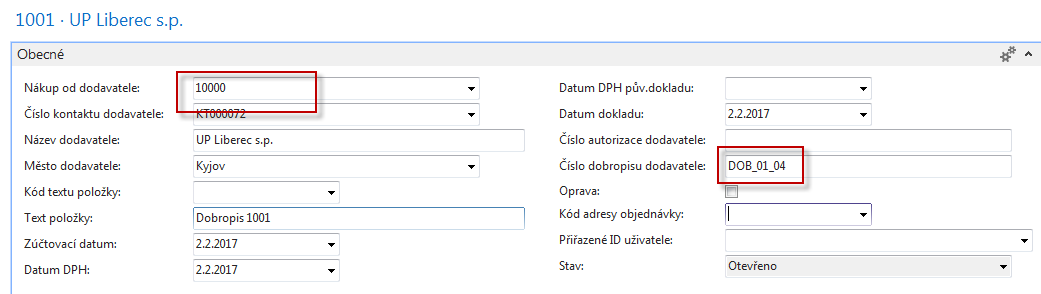 1001 · UP Liberec s.p.
Obecné
Nákup od dodavatele: 10000
Číslo kontaktu dodavatele: KT000072
Název dodavatele: UP Liberec s.p.
Město dodavatele: Kyjov
Kód textu položky:
Text položky: Dobropis 1001
Zúčtovací datum: 2.2.2017
Datum DPH: 2.2.2017
Datum DPH pův.dokladu:
Datum dokladu: 2.2.2017
Číslo autorizace dodavatele:
Číslo dobropisu dodavatele: DOB_01_04
Oprava:
Kód adresy objednávky:
Přiřazené ID uživatele:
Stav: Otevřeno